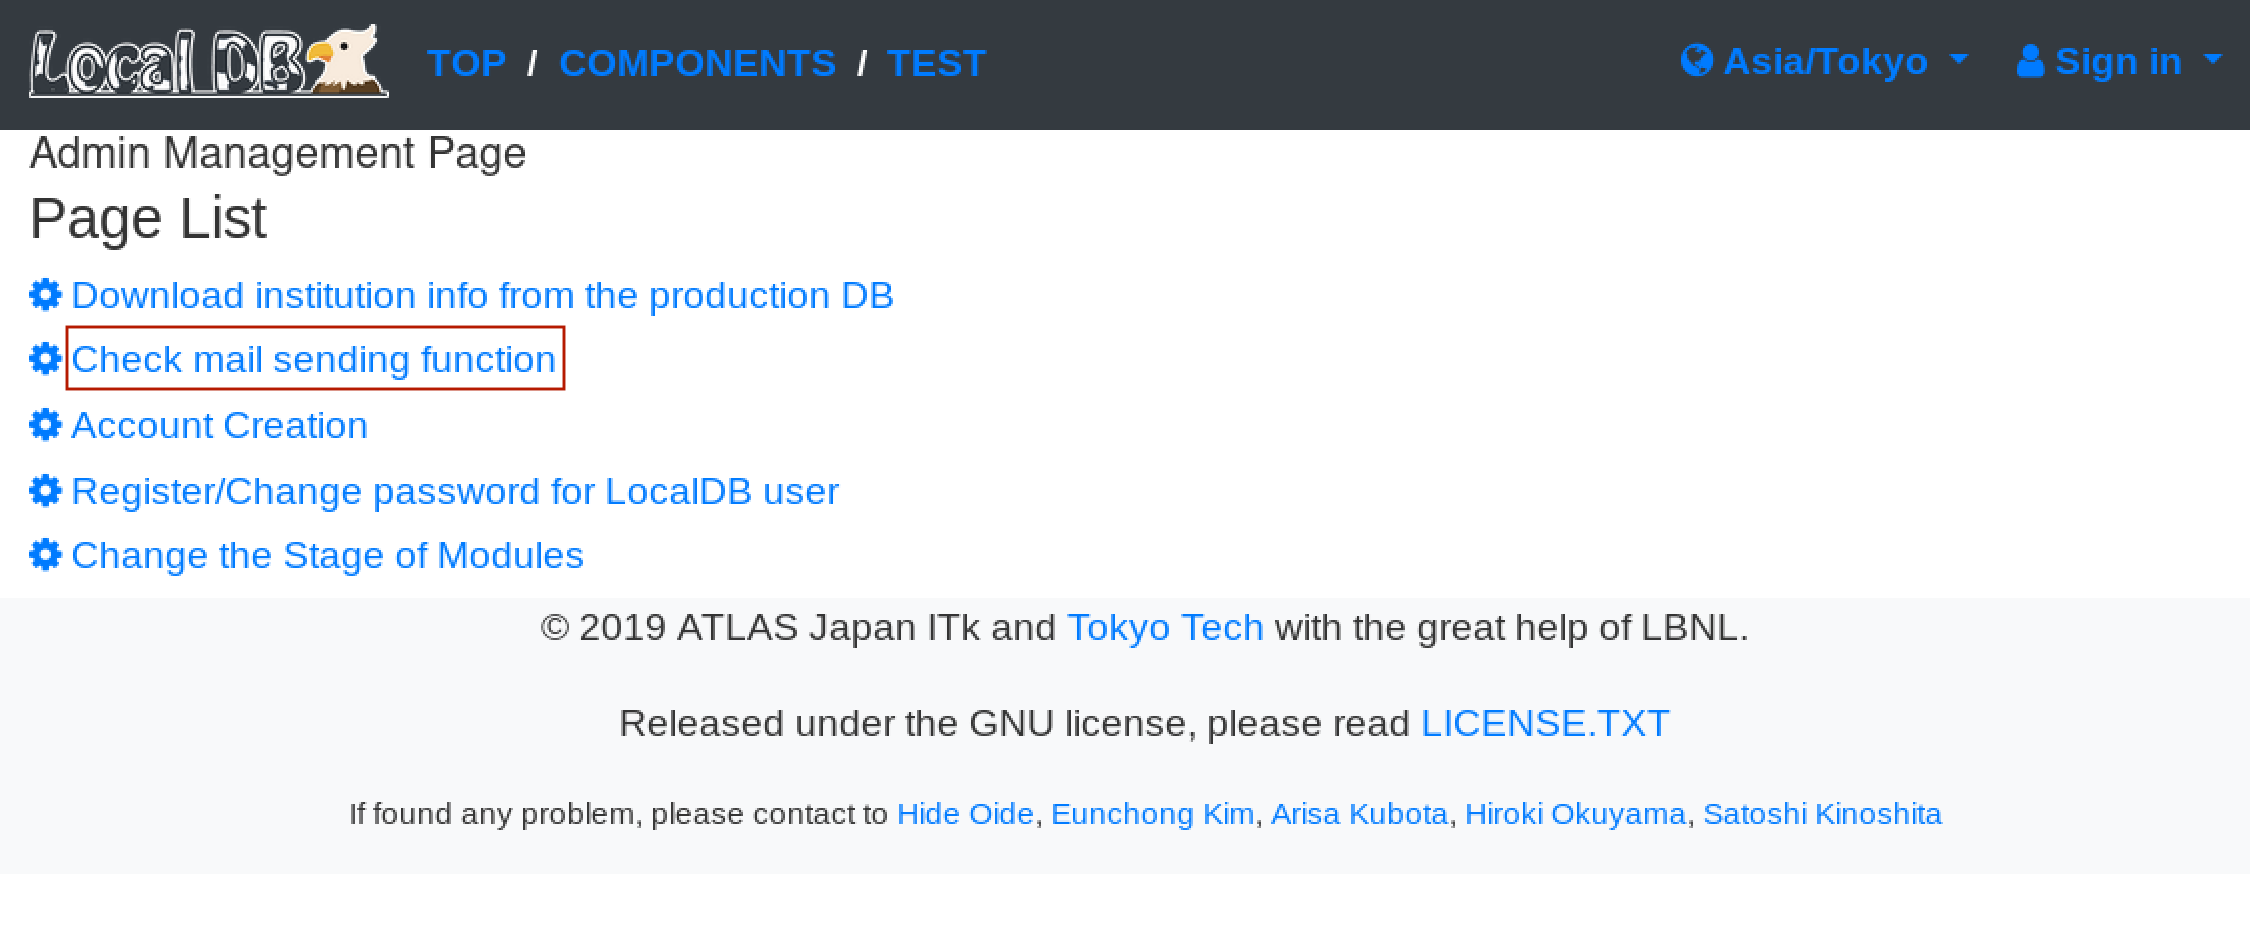 Local DB TOP / COMPONENTS / TEST Asia/Tokyo Sign in
Admin Management Page
Page List
Download institution info from the production DB
Check mail sending function
Account Creation
Register/Change password for LocalDB user
Change the Stage of Modules
© 2019 ATLAS Japan ITk and Tokyo Tech with the great help of LBNL.
Released under the GNU license, please read LICENSE.TXT
If found any problem, please contact to Hide Oide, Eunchong Kim, Arisa Kubota, Hiroki Okuyama, Satoshi Kinoshita